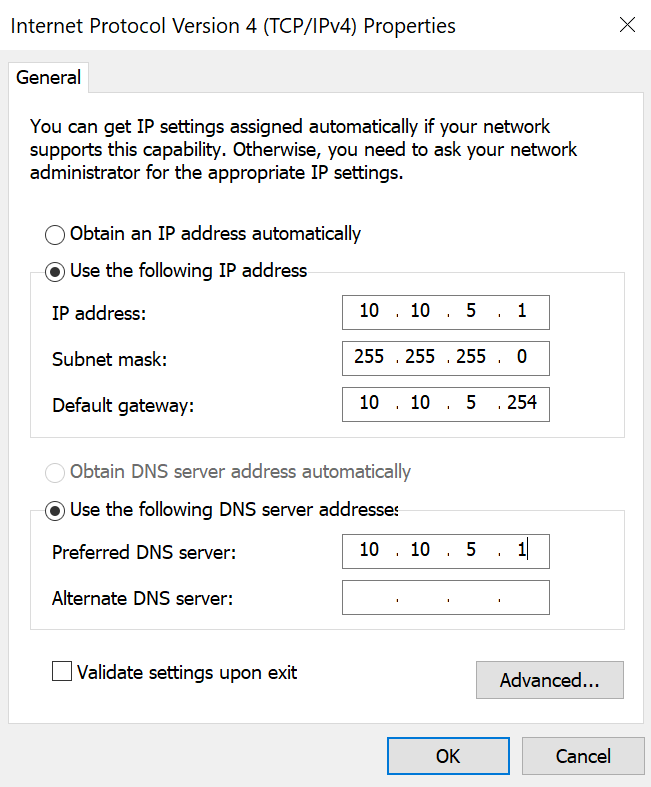 Internet Protocol Version 4 (TCP/IPv4) Properties
General
You can get IP settings assigned automatically if your network
supports this capability. Otherwise, you need to ask your network
administrator for the appropriate IP settings.
Obtain an IP address automatically
Use the following IP address
IP address: 10 . 10 . 5 . 1
Subnet mask: 255 . 255 . 255 . 0
Default gateway: 10 . 10 . 5 . 254
Obtain DNS server address automatically
Use the following DNS server addresses
Preferred DNS server: 10 . 10 . 5 . 1
Alternate DNS server: . . .
Validate settings upon exit
Advanced...
OK Cancel